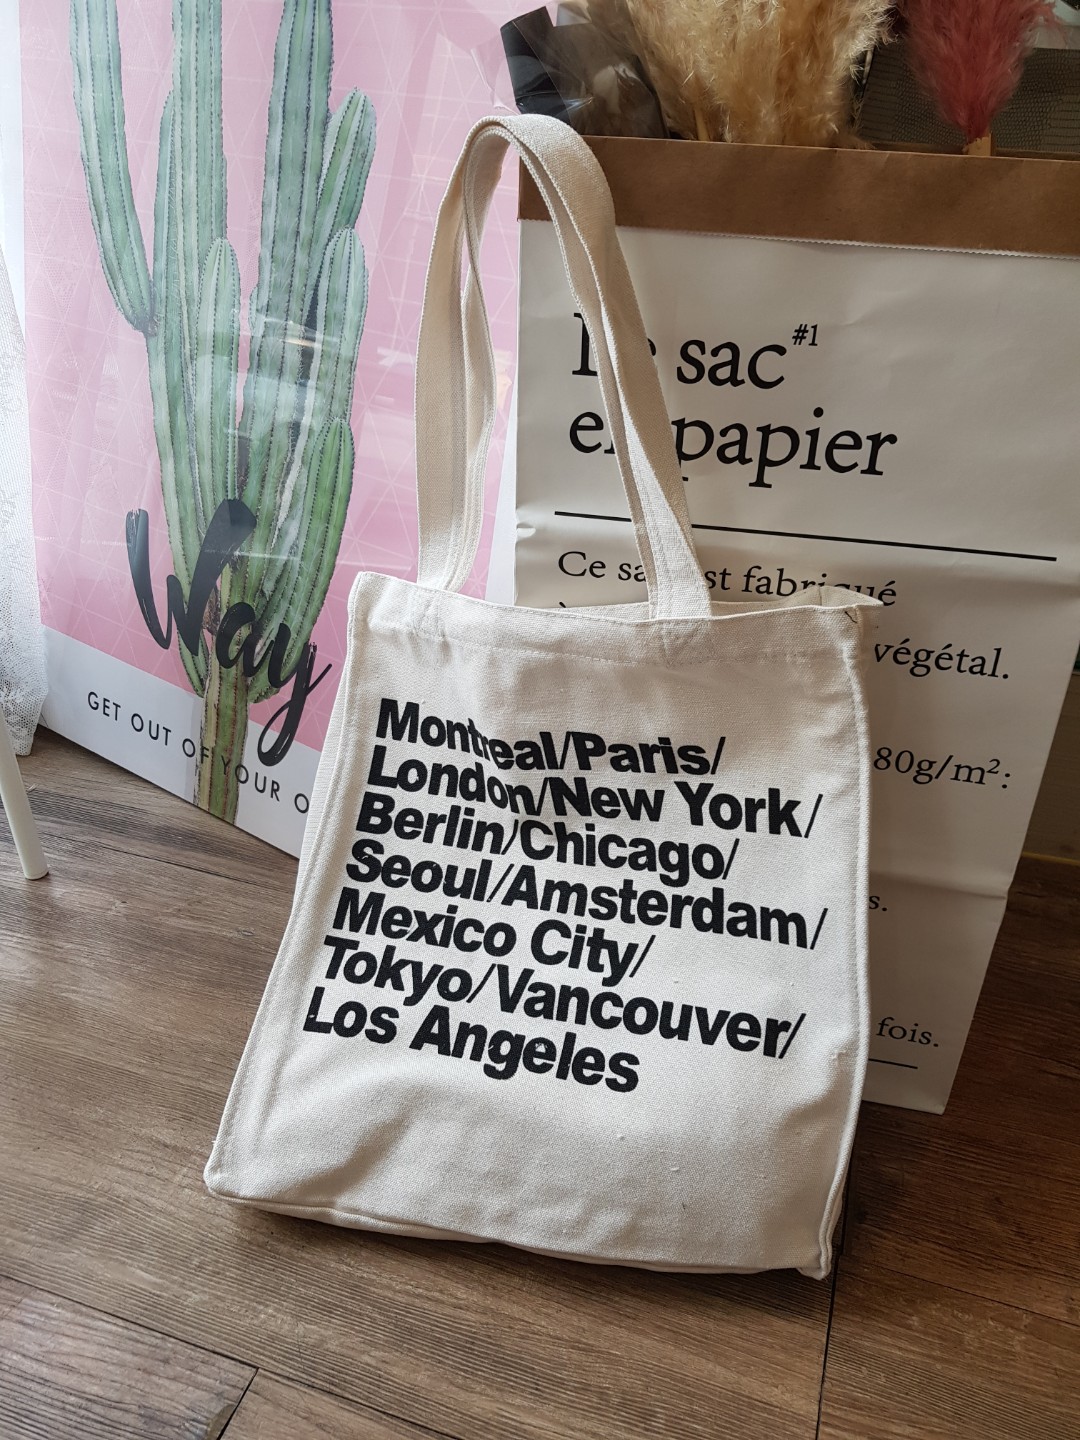 Way
GET OUT OF YOUR O
sac #1
papier
Ce st fabriqué
végétal.
80g/m²:
s.
fois.
Montreal/Paris/
London/New York/
Berlin/Chicago/
Seoul/Amsterdam/
Mexico City/
Tokyo/Vancouver/
Los Angeles